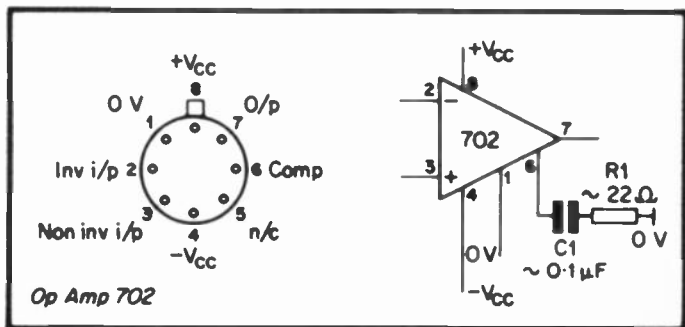 +VCC
8
0 V
O/p
1
7
Inv i/p 2
6 Comp
3
5
Non inv i/p
4
n/c
−VCC
Op Amp 702
+VCC
8
2
−
702
7
3
+
6
4
1
R1
~ 22 Ω
0 V
C1
0 V
~ 0·1 µF
−VCC